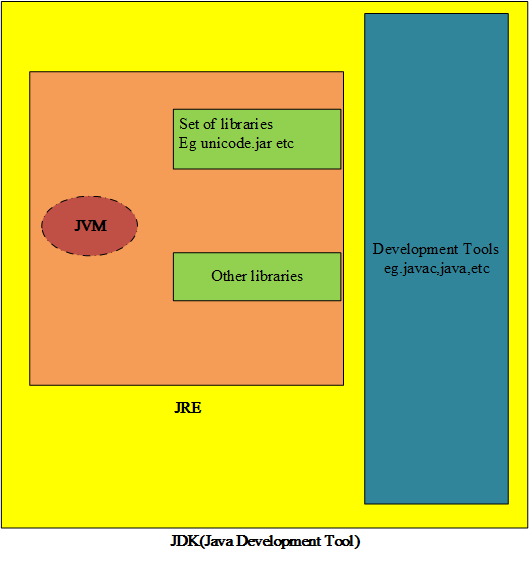 Set of libraries
Eg unicode.jar etc
JVM
Development Tools
eg.javac,java,etc
Other libraries
JRE
JDK(Java Development Tool)